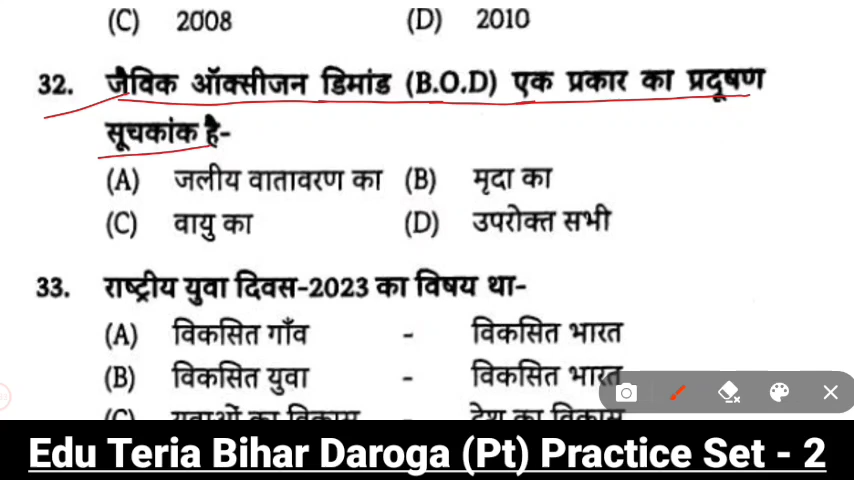 (C) 2008 (D) 2010
32. जैविक ऑक्सीजन डिमांड (B.O.D) एक प्रकार का प्रदूषण
सूचकांक है-
(A) जलीय वातावरण का (B) मृदा का
(C) वायु का (D) उपरोक्त सभी
33. राष्ट्रीय युवा दिवस-2023 का विषय था-
(A) विकसित गाँव - विकसित भारत
(B) विकसित युवा - विकसित भारत
(C) युवाओं का विकास - देश का विकास
Edu Teria Bihar Daroga (Pt) Practice Set - 2